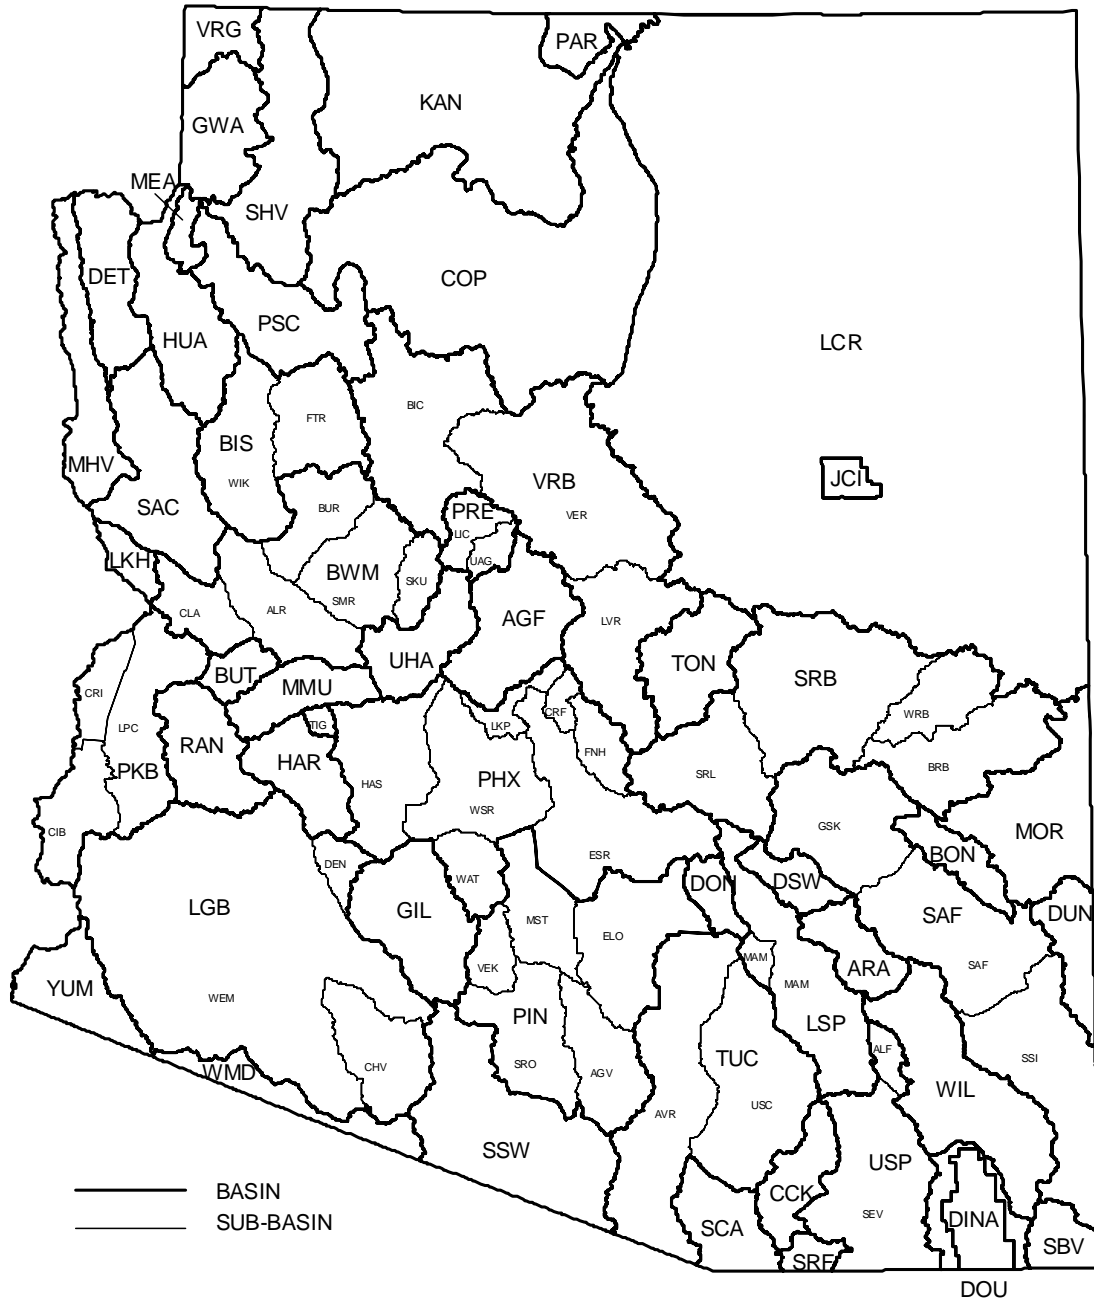 VRG
PAR
KAN
GWA
MEA
SHV
DET
COP
PSC
HUA
LCR
BIC
FTR
BIS
MHV
WIK
JCI
VRB
SAC
BUR
PRE
VER
LIC
LKH
UAG
BWM
SKU
SMR
CLA
ALR
AGF
LVR
UHA
TON
BUT
SRB
MMU
CRI
WRB
LPC
TIG
LKP
CRF
RAN
FNH
HAR
PKB
HAS
PHX
SRL
BRB
WSR
CIB
GSK
MOR
ESR
BON
DEN
WAT
DON
DSW
LGB
GIL
SAF
DUN
MST
ELO
MAM
VEK
ARA
SAF
YUM
MAM
WEM
PIN
LSP
ALF
SSI
TUC
WMD
CHV
SRO
AGV
WIL
USC
AVR
SSW
USP
BASIN
CCK
SUB-BASIN
SEV
DINA
SCA
SBV
SRF
DOU